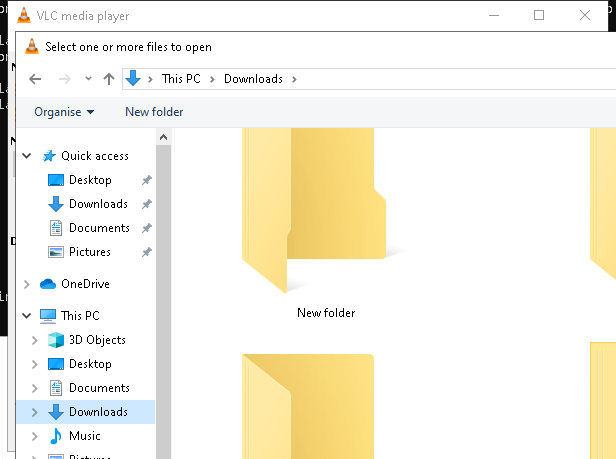 VLC media player
Select one or more files to open
This PC
Downloads
Organise
New folder
Quick access
Desktop
Downloads
Documents
Pictures
OneDrive
This PC
3D Objects
Desktop
Documents
Downloads
Music
New folder